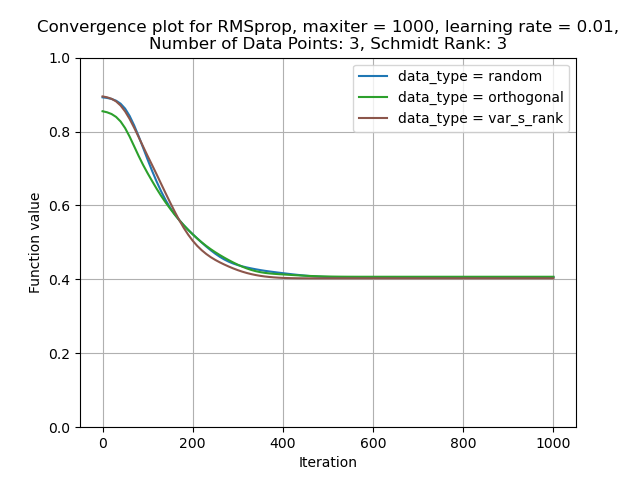 Convergence plot for RMSprop, maxiter = 1000, learning rate = 0.01,
Number of Data Points: 3, Schmidt Rank: 3
data_type = random
data_type = orthogonal
data_type = var_s_rank
Function value
1.0
0.8
0.6
0.4
0.2
0.0
0 200 400 600 800 1000
Iteration